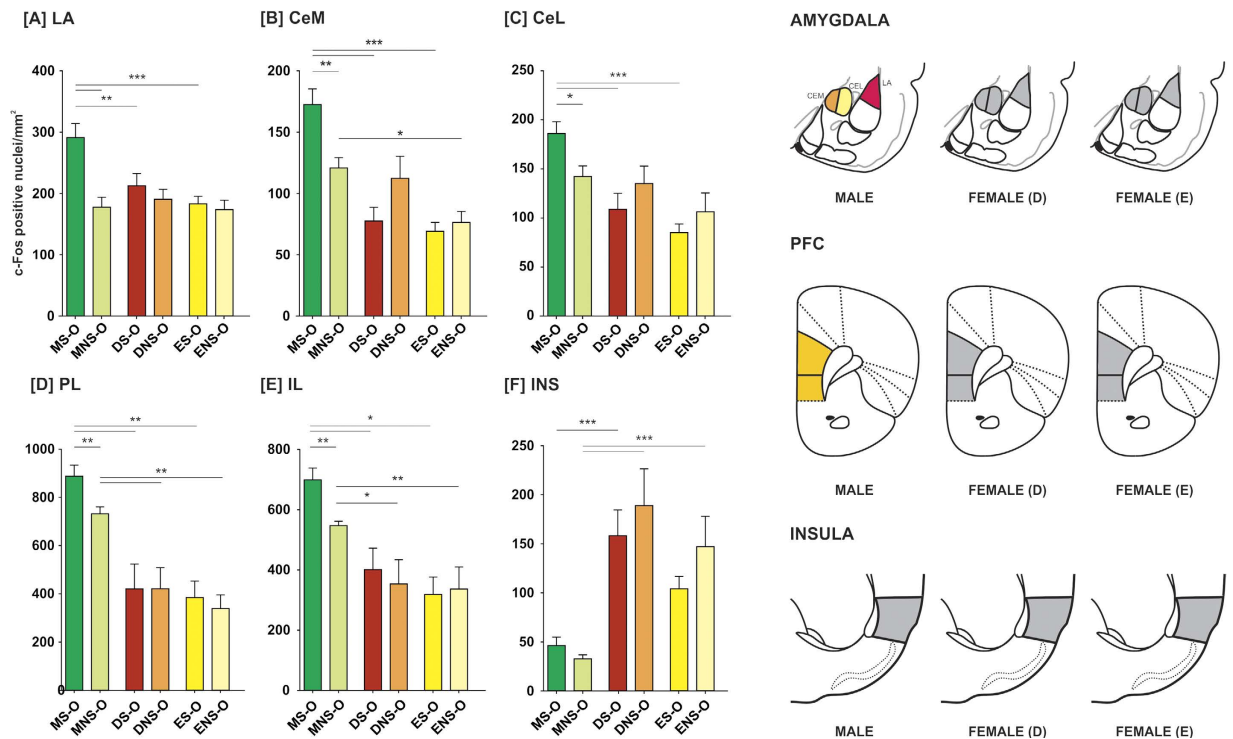 [A] LA
[B] CeM
[C] CeL
AMYGDALA
c-Fos positive nuclei/mm²
400
300
200
100
0
***
**
MS-O
MNS-O
DS-O
DNS-O
ES-O
ENS-O
200
150
100
50
0
***
**
*
MS-O
MNS-O
DS-O
DNS-O
ES-O
ENS-O
250
200
150
100
50
0
***
*
MS-O
MNS-O
DS-O
DNS-O
ES-O
ENS-O
CEM
CEL
LA
MALE
FEMALE (D)
FEMALE (E)
PFC
MALE
FEMALE (D)
FEMALE (E)
[D] PL
[E] IL
[F] INS
1000
800
600
400
200
0
**
**
**
MS-O
MNS-O
DS-O
DNS-O
ES-O
ENS-O
800
600
400
200
0
*
**
**
*
MS-O
MNS-O
DS-O
DNS-O
ES-O
ENS-O
250
200
150
100
50
0
***
***
MS-O
MNS-O
DS-O
DNS-O
ES-O
ENS-O
INSULA
MALE
FEMALE (D)
FEMALE (E)